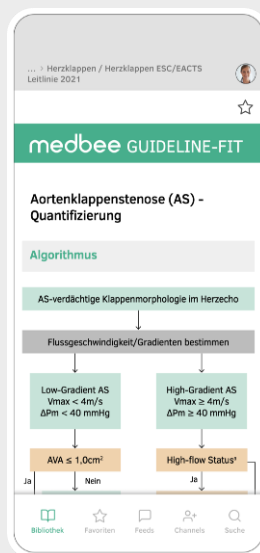 ... > Herzklappen / Herzklappen ESC/EACTS
Leitlinie 2021
medbee GUIDELINE-FIT
Aortenklappenstenose (AS) -
Quantifizierung
Algorithmus
AS-verdächtige Klappenmorphologie im Herzecho
Flussgeschwindigkeit/Gradienten bestimmen
Low-Gradient AS
Vmax < 4m/s
ΔPm < 40 mmHg
High-Gradient AS
Vmax ≥ 4m/s
ΔPm ≥ 40 mmHg
AVA ≤ 1,0cm²
High-flow Status⁴
Ja
Nein
Ja
Bibliothek
Favoriten
Feeds
Channels
Suche